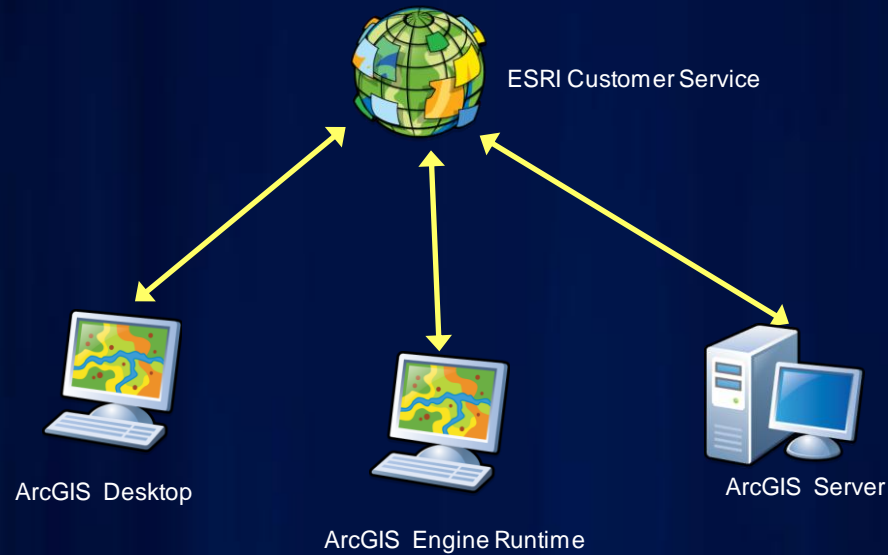 ESRI Customer Service
ArcGIS Desktop
ArcGIS Server
ArcGIS Engine Runtime